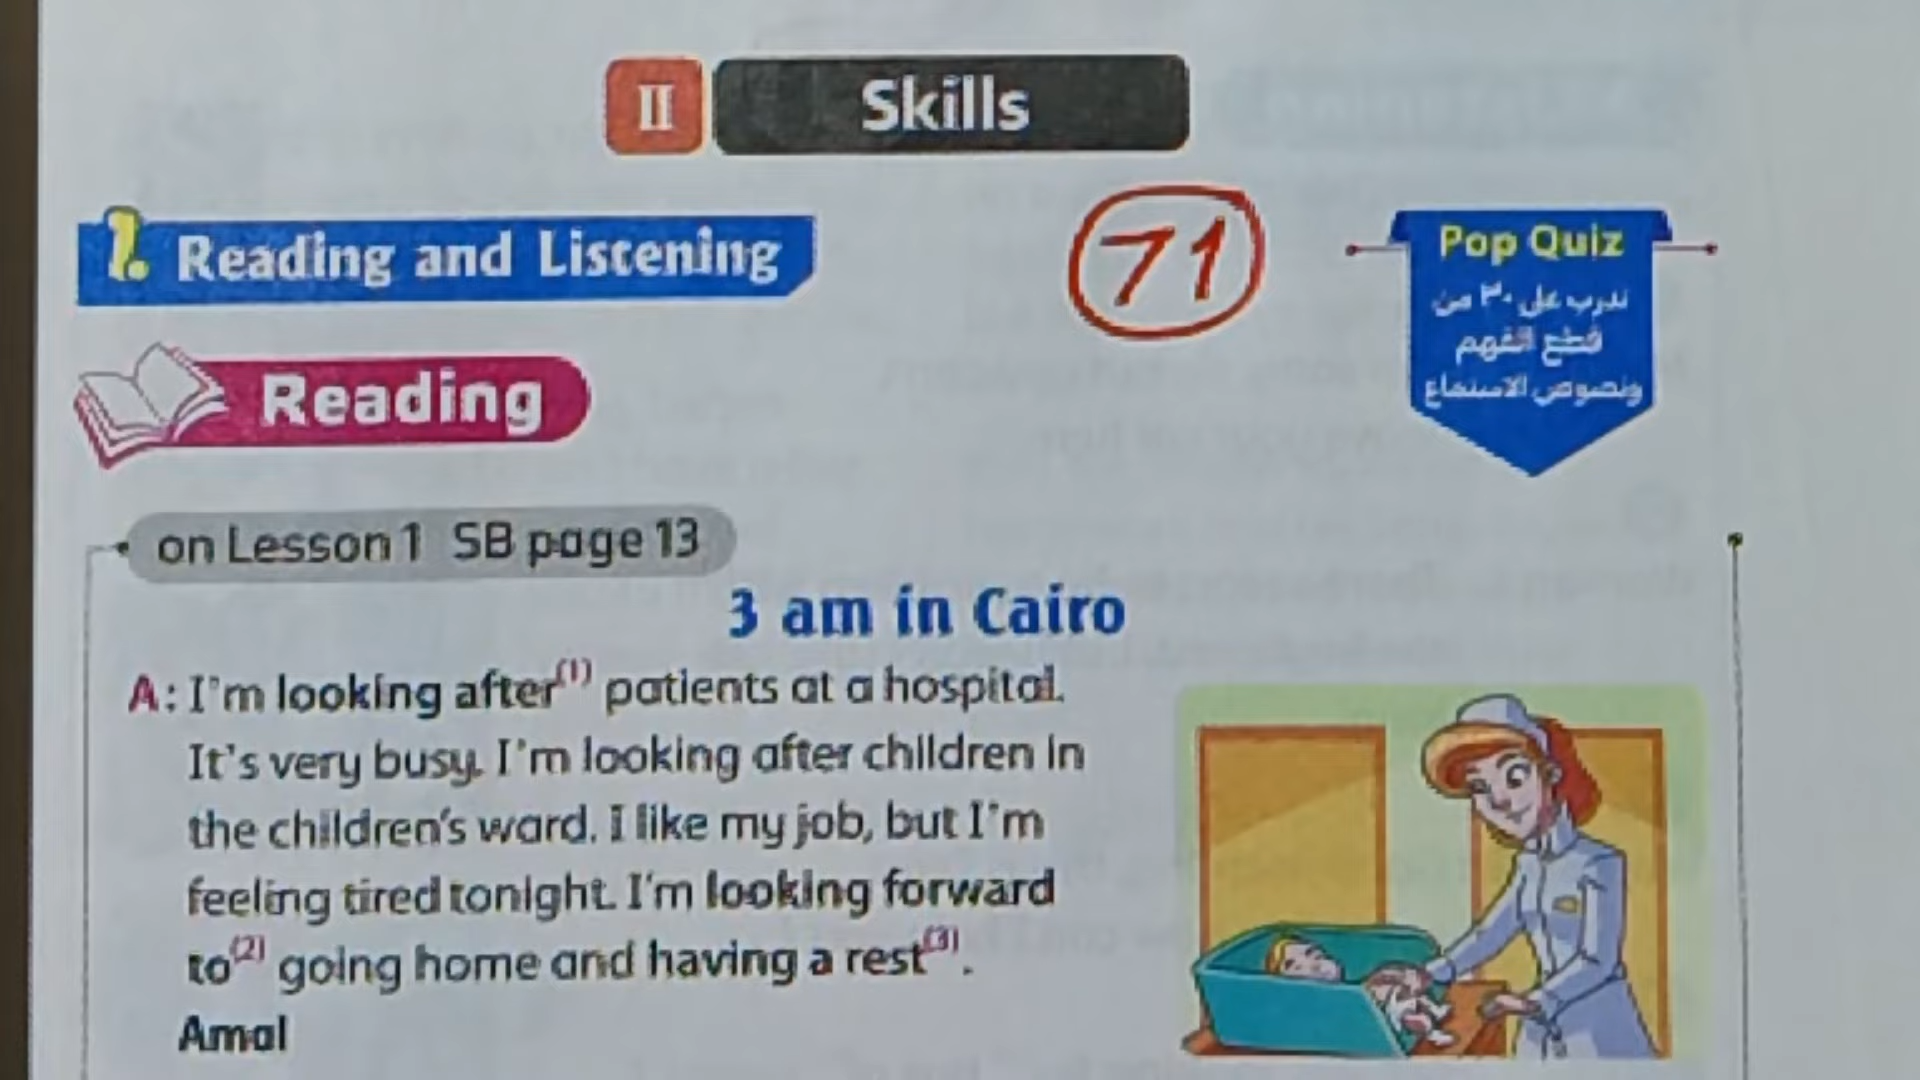 II Skills
1. Reading and Listening
71
Pop Quiz
تدرب على ٣٠ من
قطع الفهم
ونصوص الاستماع
Reading
on Lesson 1 SB page 13
3 am in Cairo
A: I'm looking after(1) patients at a hospital.
It's very busy. I'm looking after children in
the children's ward. I like my job, but I'm
feeling tired tonight. I'm looking forward
to(2) going home and having a rest(3).
Amal